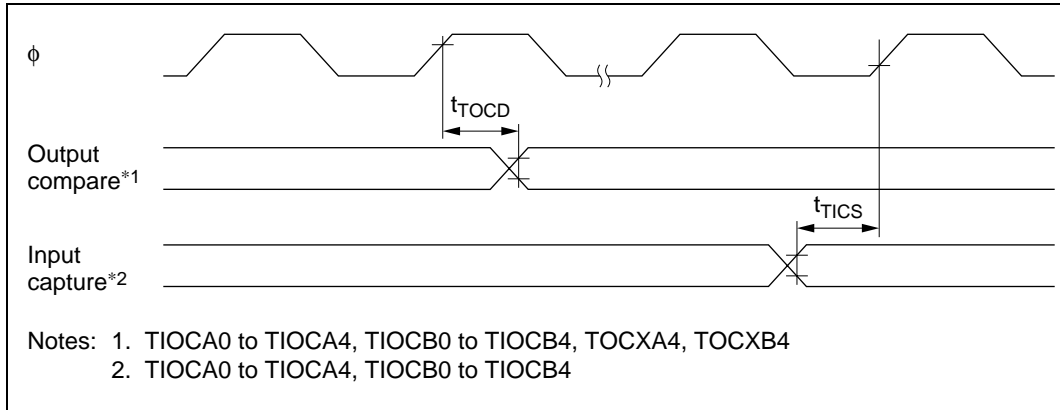 ϕ
tTOCD
Output
compare*1
tTICS
Input
capture*2
Notes: 1. TIOCA0 to TIOCA4, TIOCB0 to TIOCB4, TOCXA4, TOCXB4
2. TIOCA0 to TIOCA4, TIOCB0 to TIOCB4